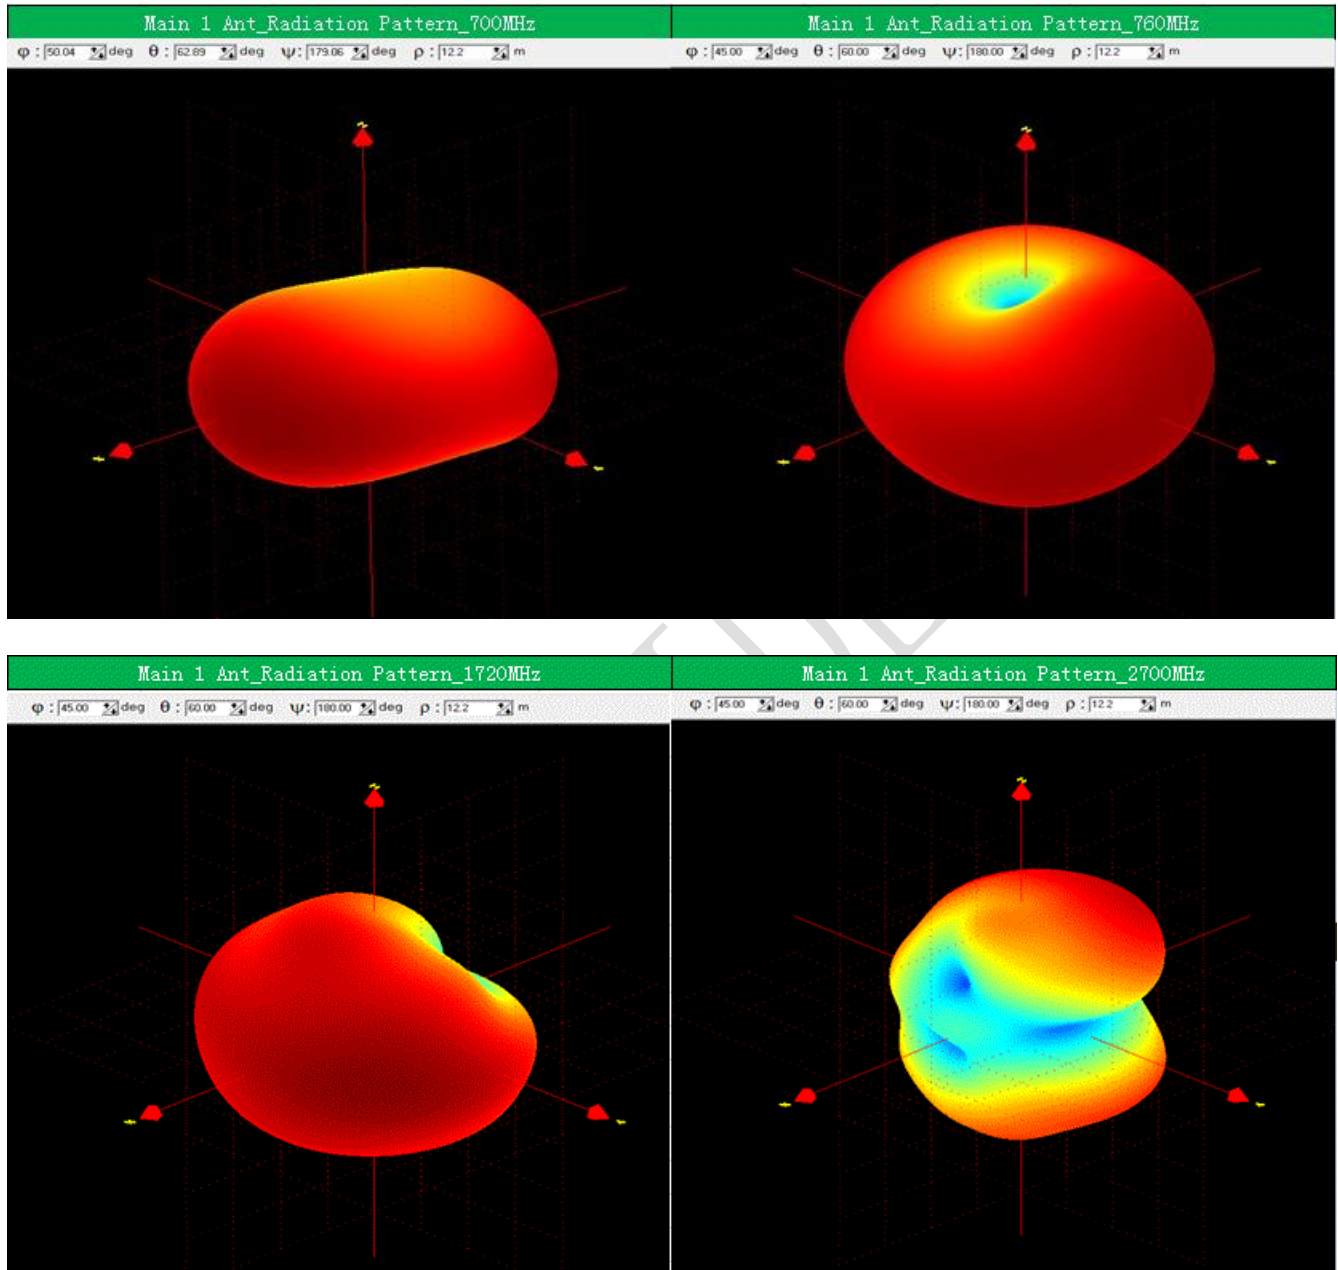 Main 1 Ant_Radiation Pattern_700MHz
φ : 50.04 deg θ : 62.89 deg ψ: 179.06 deg ρ : 12.2 m
Main 1 Ant_Radiation Pattern_760MHz
φ : 45.00 deg θ : 60.00 deg ψ: 180.00 deg ρ : 12.2 m
Main 1 Ant_Radiation Pattern_1720MHz
φ : 45.00 deg θ : 60.00 deg ψ: 180.00 deg ρ : 12.2 m
Main 1 Ant_Radiation Pattern_2700MHz
φ : 45.00 deg θ : 60.00 deg ψ: 180.00 deg ρ : 12.2 m